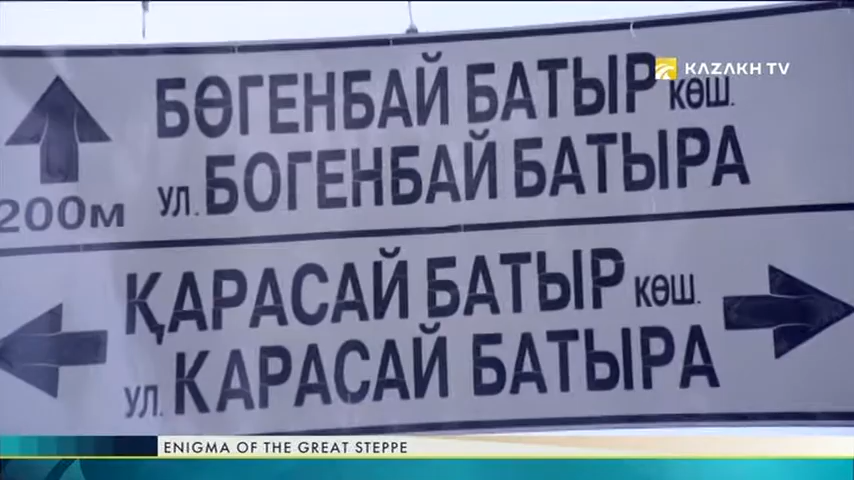 KAZAKH TV
БӨГЕНБАЙ БАТЫР көш.
ул. БОГЕНБАЙ БАТЫРА
200м
ҚАРАСАЙ БАТЫР көш.
ул. КАРАСАЙ БАТЫРА
ENIGMA OF THE GREAT STEPPE